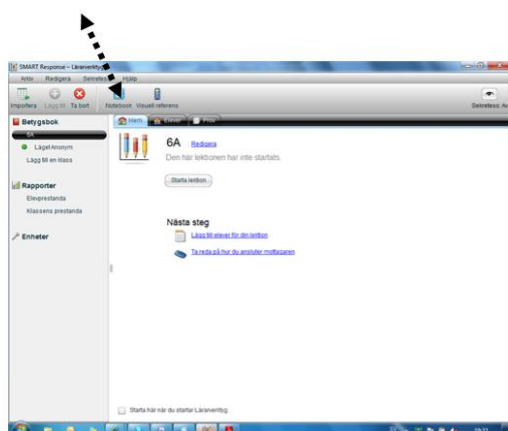 SMART Response – Lärarverktyg
Arkiv Redigera Hjälp
Importera Lägg till Ta bort Notebook Visuell referens
Betygsbok
Hem Elever Prov
6A
6A Redigera
Läget Anonym
Den här lektionen har inte startats.
Lägg till en klass
Starta lektion
Rapporter
Elevprestanda
Klassens prestanda
Nästa steg
Lägg till elever för din lektion
Enheter
Ta reda på hur du ansluter mottagaren
Starta här när du startar Lärarverktyg